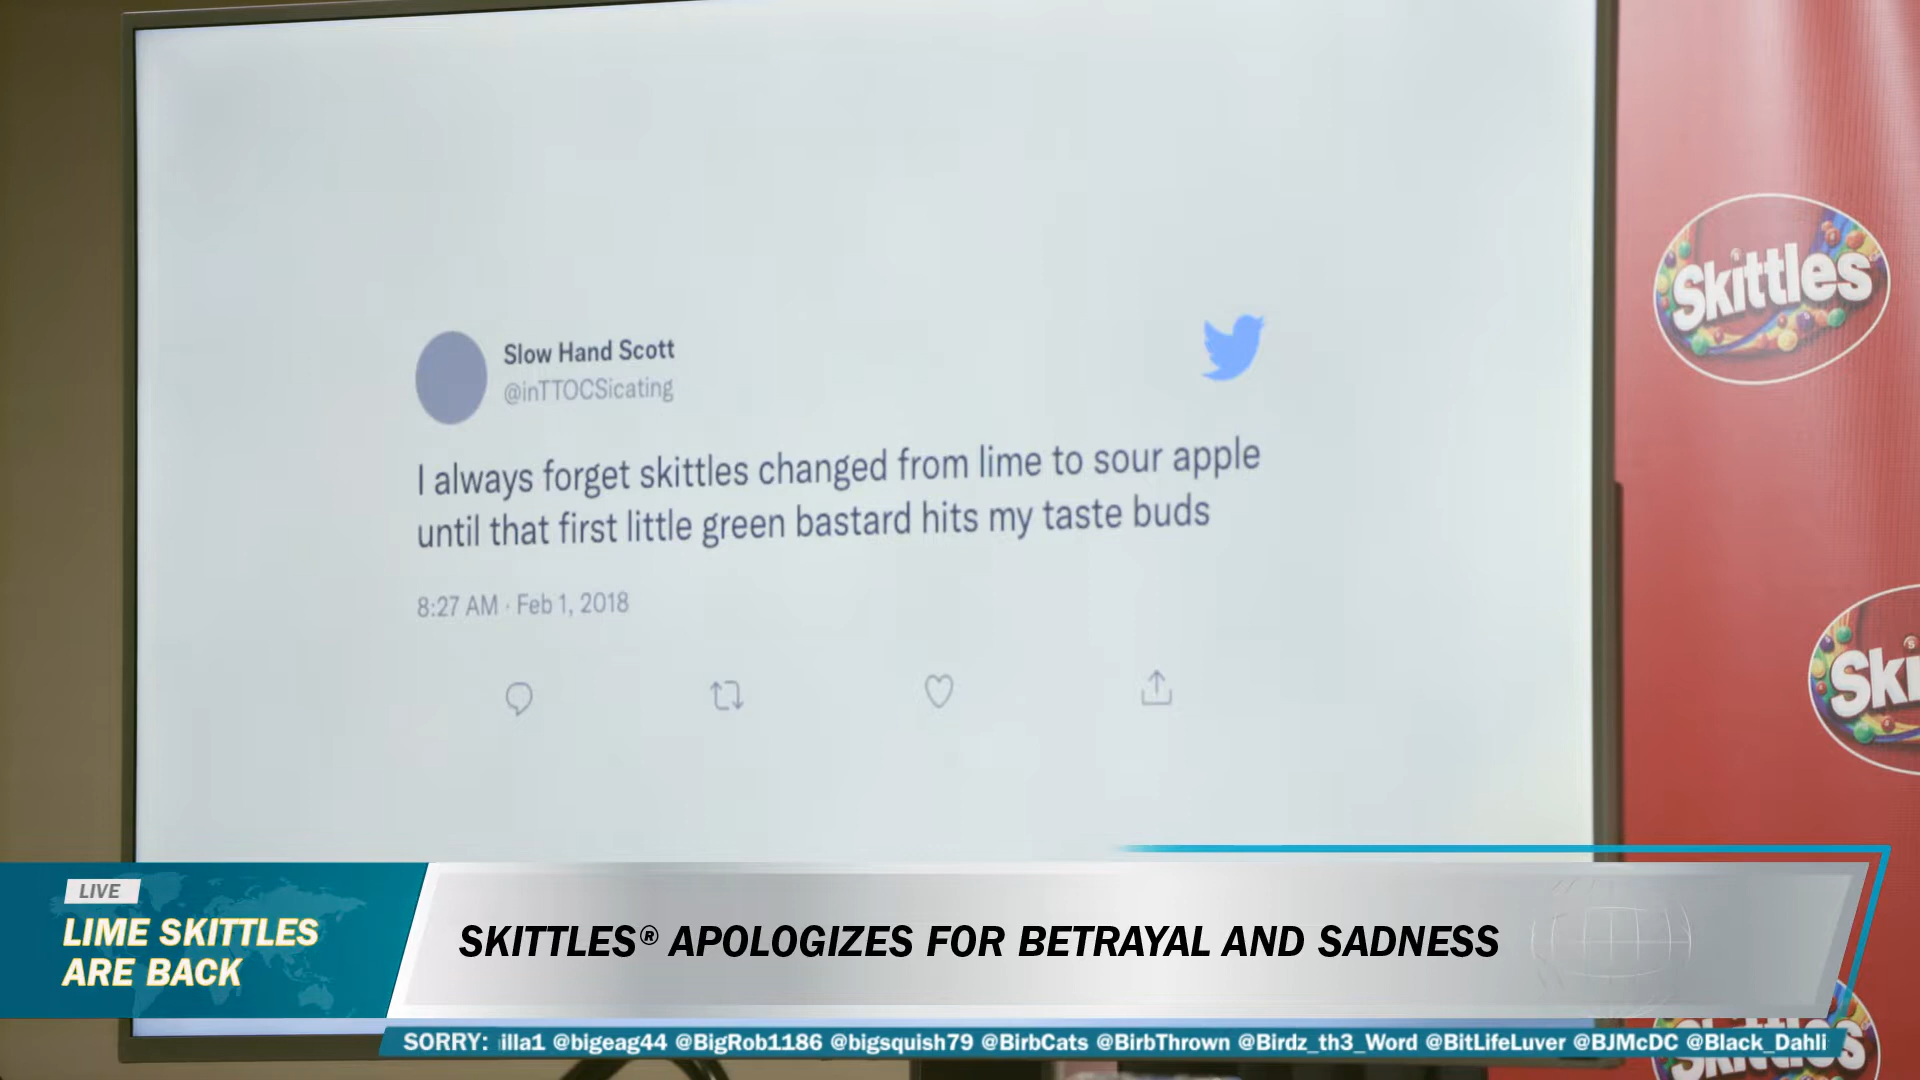 Slow Hand Scott
@inTTOCSicating
I always forget skittles changed from lime to sour apple
until that first little green bastard hits my taste buds
8:27 AM · Feb 1, 2018
Skittles
Ski
LIVE
LIME SKITTLES
ARE BACK
SKITTLES® APOLOGIZES FOR BETRAYAL AND SADNESS
SORRY: illa1 @bigeag44 @BigRob1186 @bigsquish79 @BirbCats @BirbThrown @Birdz_th3_Word @BitLifeLuver @BJMcDC @Black_Dahli
Skittles